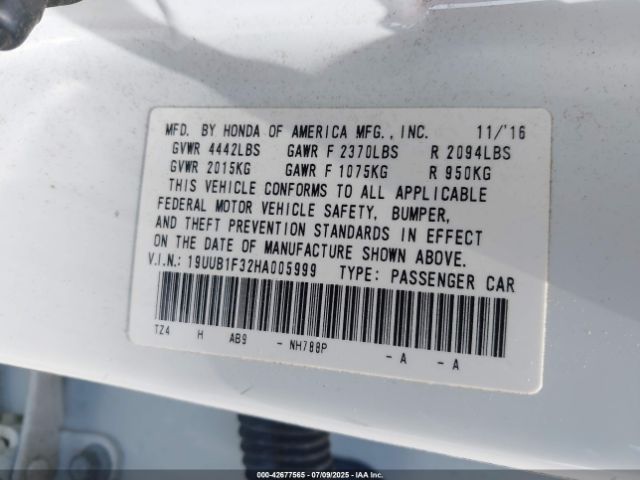 MFD. BY HONDA OF AMERICA MFG., INC. 11/'16
GVWR 4442LBS GAWR F 2370LBS R 2094LBS
GVWR 2015KG GAWR F 1075KG R 950KG
THIS VEHICLE CONFORMS TO ALL APPLICABLE
FEDERAL MOTOR VEHICLE SAFETY, BUMPER,
AND THEFT PREVENTION STANDARDS IN EFFECT
ON THE DATE OF MANUFACTURE SHOWN ABOVE.
V.I.N.: 19UUB1F32HA005999 TYPE: PASSENGER CAR
TZ4 H AB9 - NH788P - A - A
000-42677565 07/09/2025 IAAI.COM